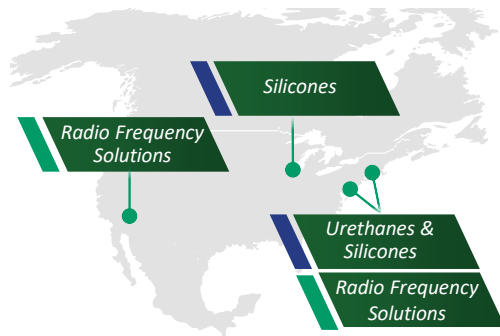 Silicones
Radio Frequency
Solutions
Urethanes &
Silicones
Radio Frequency
Solutions